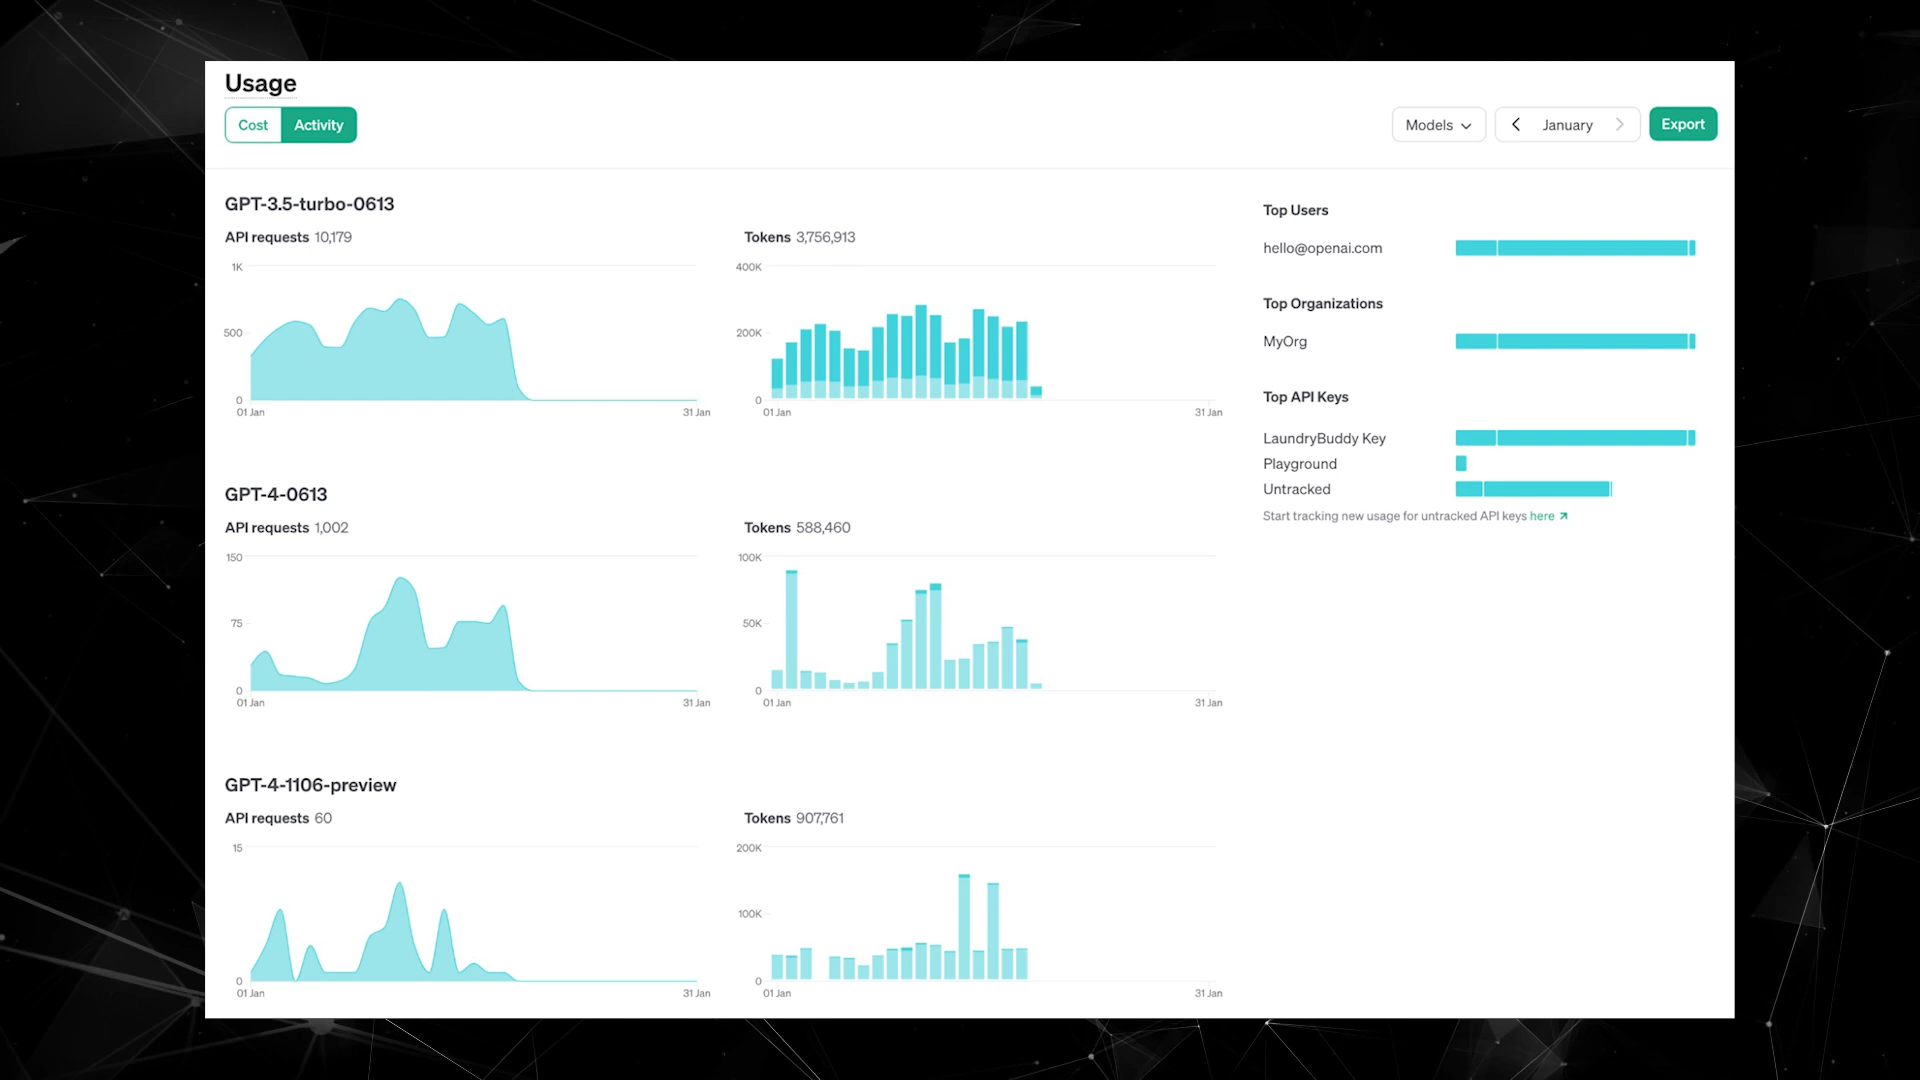 Usage
Cost Activity
Models January Export
GPT-3.5-turbo-0613
API requests 10,179
1K
500
0
01 Jan 31 Jan
Tokens 3,756,913
400K
200K
0
01 Jan 31 Jan
GPT-4-0613
API requests 1,002
150
75
0
01 Jan 31 Jan
Tokens 588,460
100K
50K
0
01 Jan 31 Jan
GPT-4-1106-preview
API requests 60
15
0
01 Jan 31 Jan
Tokens 907,761
200K
100K
0
01 Jan 31 Jan
Top Users
hello@openai.com
Top Organizations
MyOrg
Top API Keys
LaundryBuddy Key
Playground
Untracked
Start tracking new usage for untracked API keys here